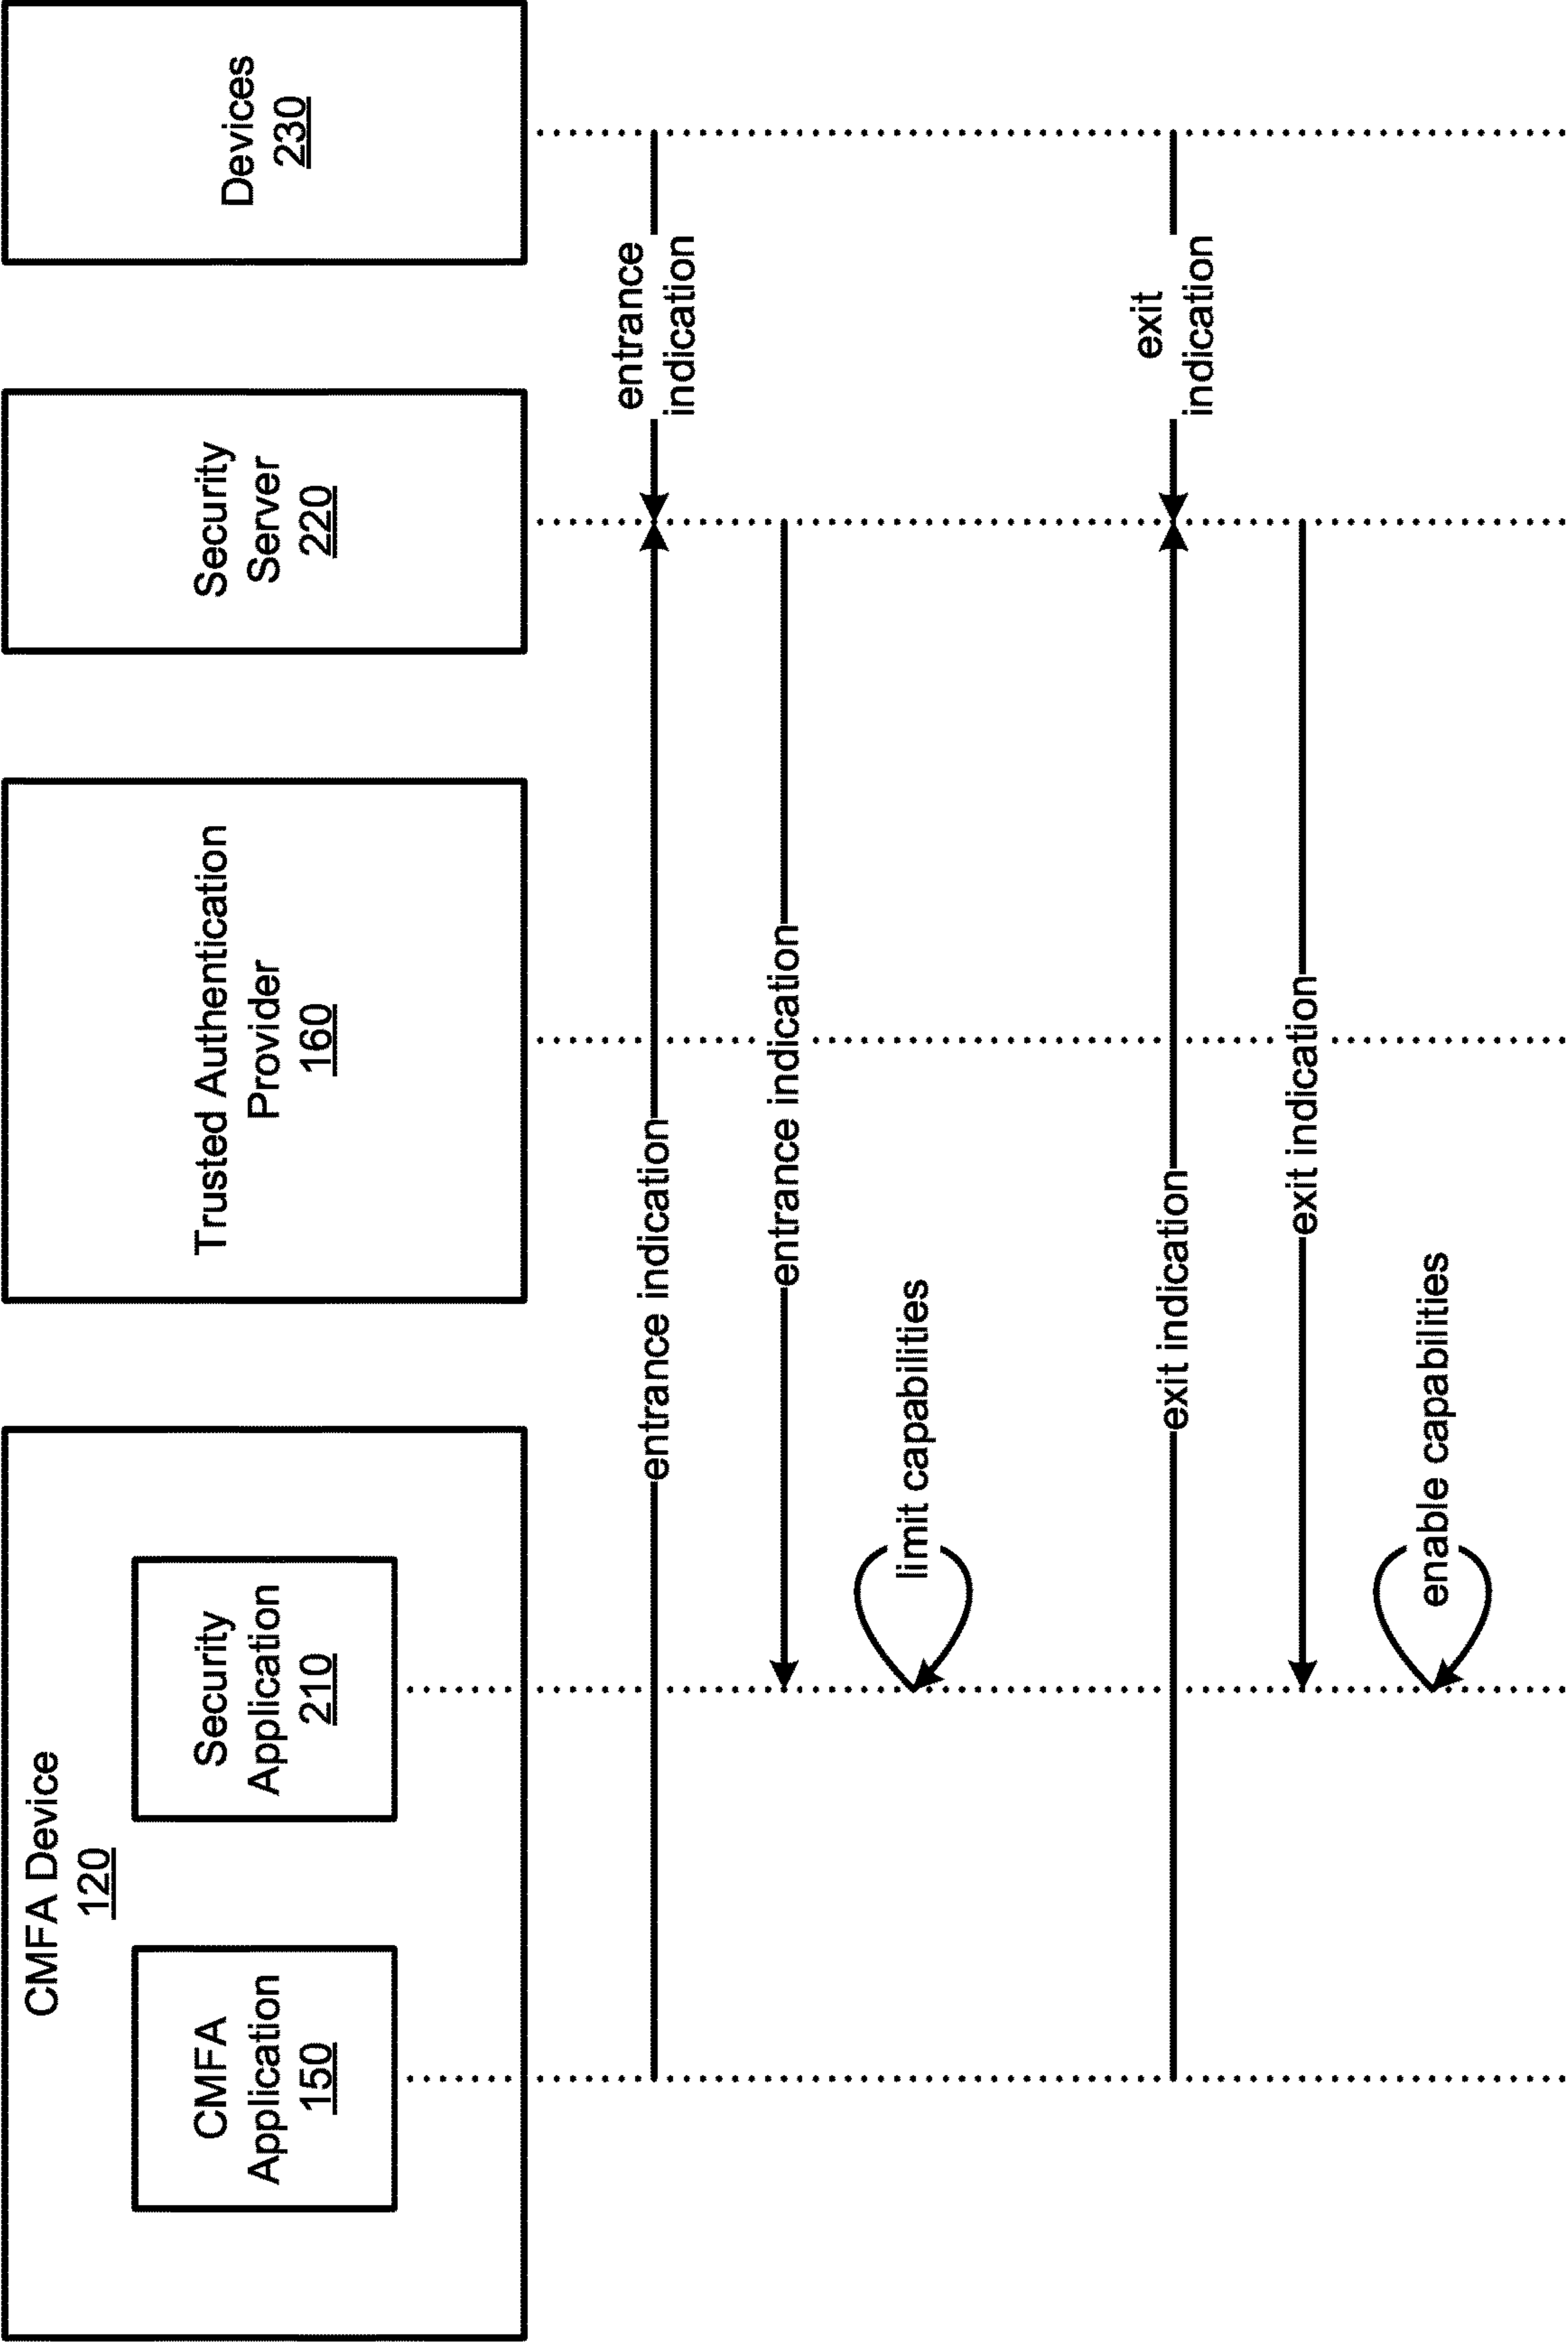 CMFA Device
120
CMFA
Application
150
Security
Application
210
Trusted Authentication
Provider
160
Security
Server
220
Devices
230
entrance indication
entrance
indication
entrance indication
limit capabilities
exit indication
exit
indication
exit indication
enable capabilities